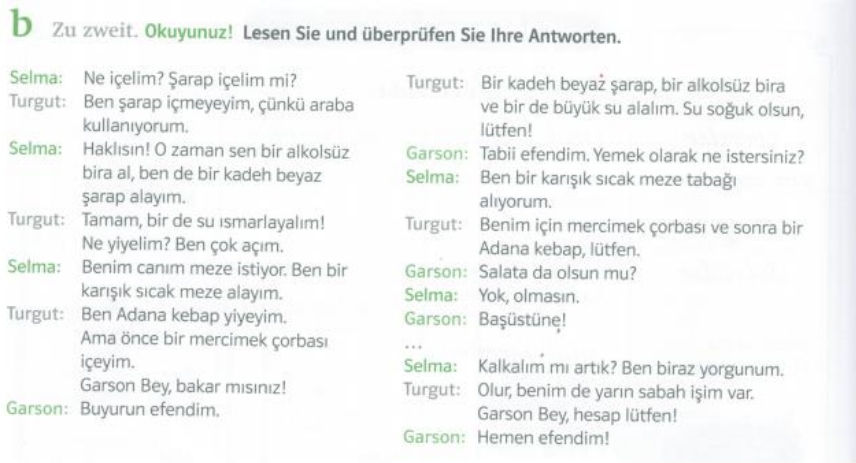 b Zu zweit. Okuyunuz! Lesen Sie und überprüfen Sie Ihre Antworten.
Selma: Ne içelim? Şarap içelim mi?
Turgut: Ben şarap içmeyeyim, çünkü araba
kullanıyorum.
Selma: Haklısın! O zaman sen bir alkolsüz
bira al, ben de bir kadeh beyaz
şarap alayım.
Turgut: Tamam, bir de su ısmarlayalım!
Ne yiyelim? Ben çok açım.
Selma: Benim canım meze istiyor. Ben bir
karışık sıcak meze alayım.
Turgut: Ben Adana kebap yiyeyim.
Ama önce bir mercimek çorbası
içeyim.
Garson Bey, bakar mısınız!
Garson: Buyurun efendim.
Turgut: Bir kadeh beyaz şarap, bir alkolsüz bira
ve bir de büyük su alalım. Su soğuk olsun,
lütfen!
Garson: Tabii efendim. Yemek olarak ne istersiniz?
Selma: Ben bir karışık sıcak meze tabağı
alıyorum.
Turgut: Benim için mercimek çorbası ve sonra bir
Adana kebap, lütfen.
Garson: Salata da olsun mu?
Selma: Yok, olmasın.
Garson: Başüstüne!
...
Selma: Kalkalım mı artık? Ben biraz yorgunum.
Turgut: Olur, benim de yarın sabah işim var.
Garson Bey, hesap lütfen!
Garson: Hemen efendim!